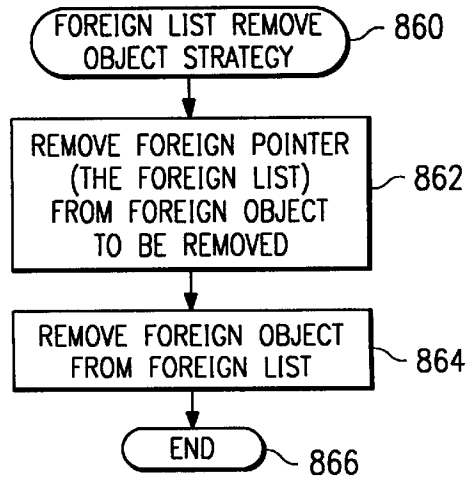 FOREIGN LIST REMOVE
OBJECT STRATEGY
860
REMOVE FOREIGN POINTER
(THE FOREIGN LIST)
FROM FOREIGN OBJECT
TO BE REMOVED
862
REMOVE FOREIGN OBJECT
FROM FOREIGN LIST
864
END
866